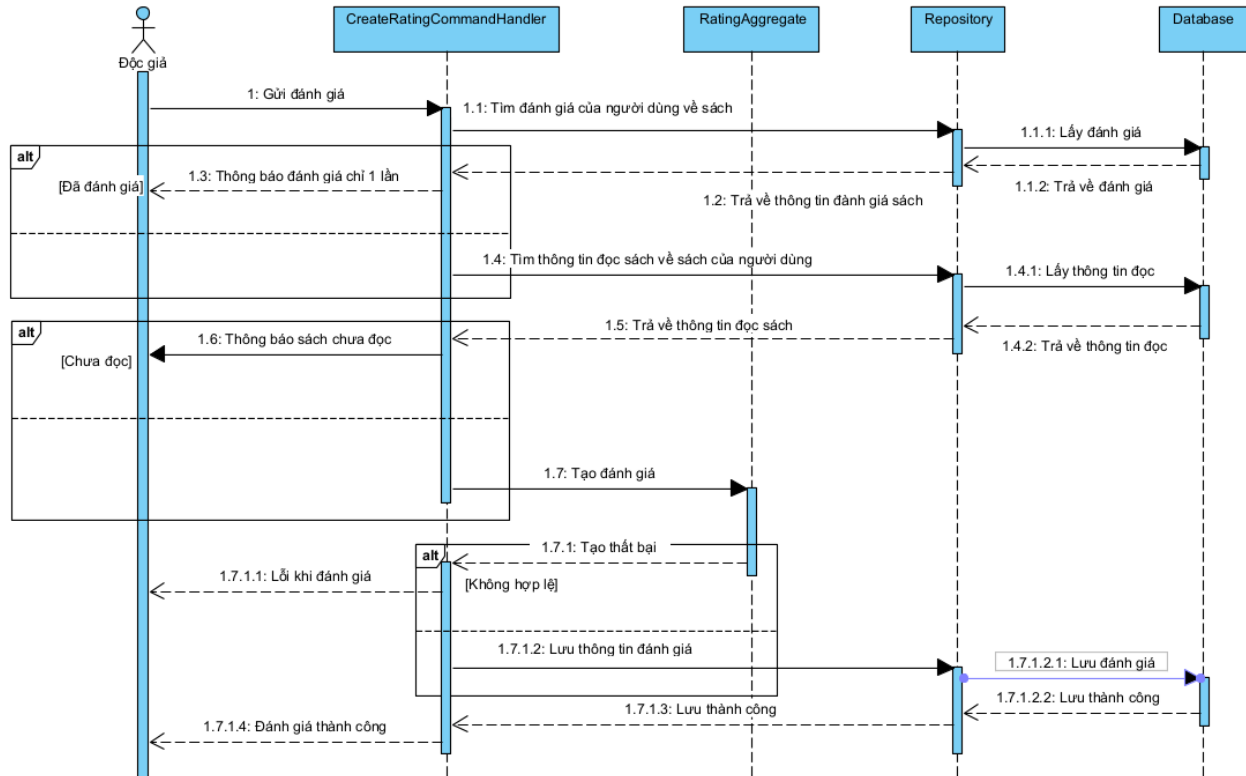 CreateRatingCommandHandler
RatingAggregate
Repository
Database
Độc giả
1: Gửi đánh giá
1.1: Tìm đánh giá của người dùng về sách
1.1.1: Lấy đánh giá
alt
1.3: Thông báo đánh giá chỉ 1 lần
[Đã đánh giá]
1.1.2: Trả về đánh giá
1.2: Trả về thông tin đành giá sách
1.4: Tìm thông tin đọc sách về sách của người dùng
1.4.1: Lấy thông tin đọc
alt
1.5: Trả về thông tin đọc sách
1.6: Thông báo sách chưa đọc
1.4.2: Trả về thông tin đọc
[Chưa đọc]
1.7: Tạo đánh giá
alt
1.7.1: Tạo thất bại
1.7.1.1: Lỗi khi đánh giá
[Không hợp lệ]
1.7.1.2: Lưu thông tin đánh giá
1.7.1.2.1: Lưu đánh giá
1.7.1.2.2: Lưu thành công
1.7.1.3: Lưu thành công
1.7.1.4: Đánh giá thành công